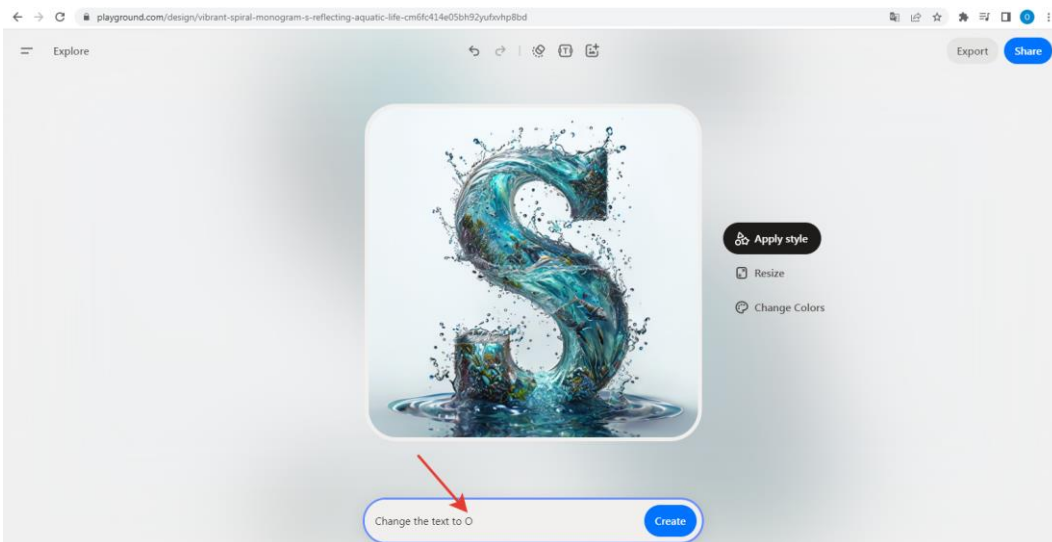 playground.com/design/vibrant-spiral-monogram-s-reflecting-aquatic-life-cm6fc414e05bh92yufxvhp8bd
O
Explore
T
Export
Share
S
Apply style
Resize
Change Colors
Change the text to O
Create